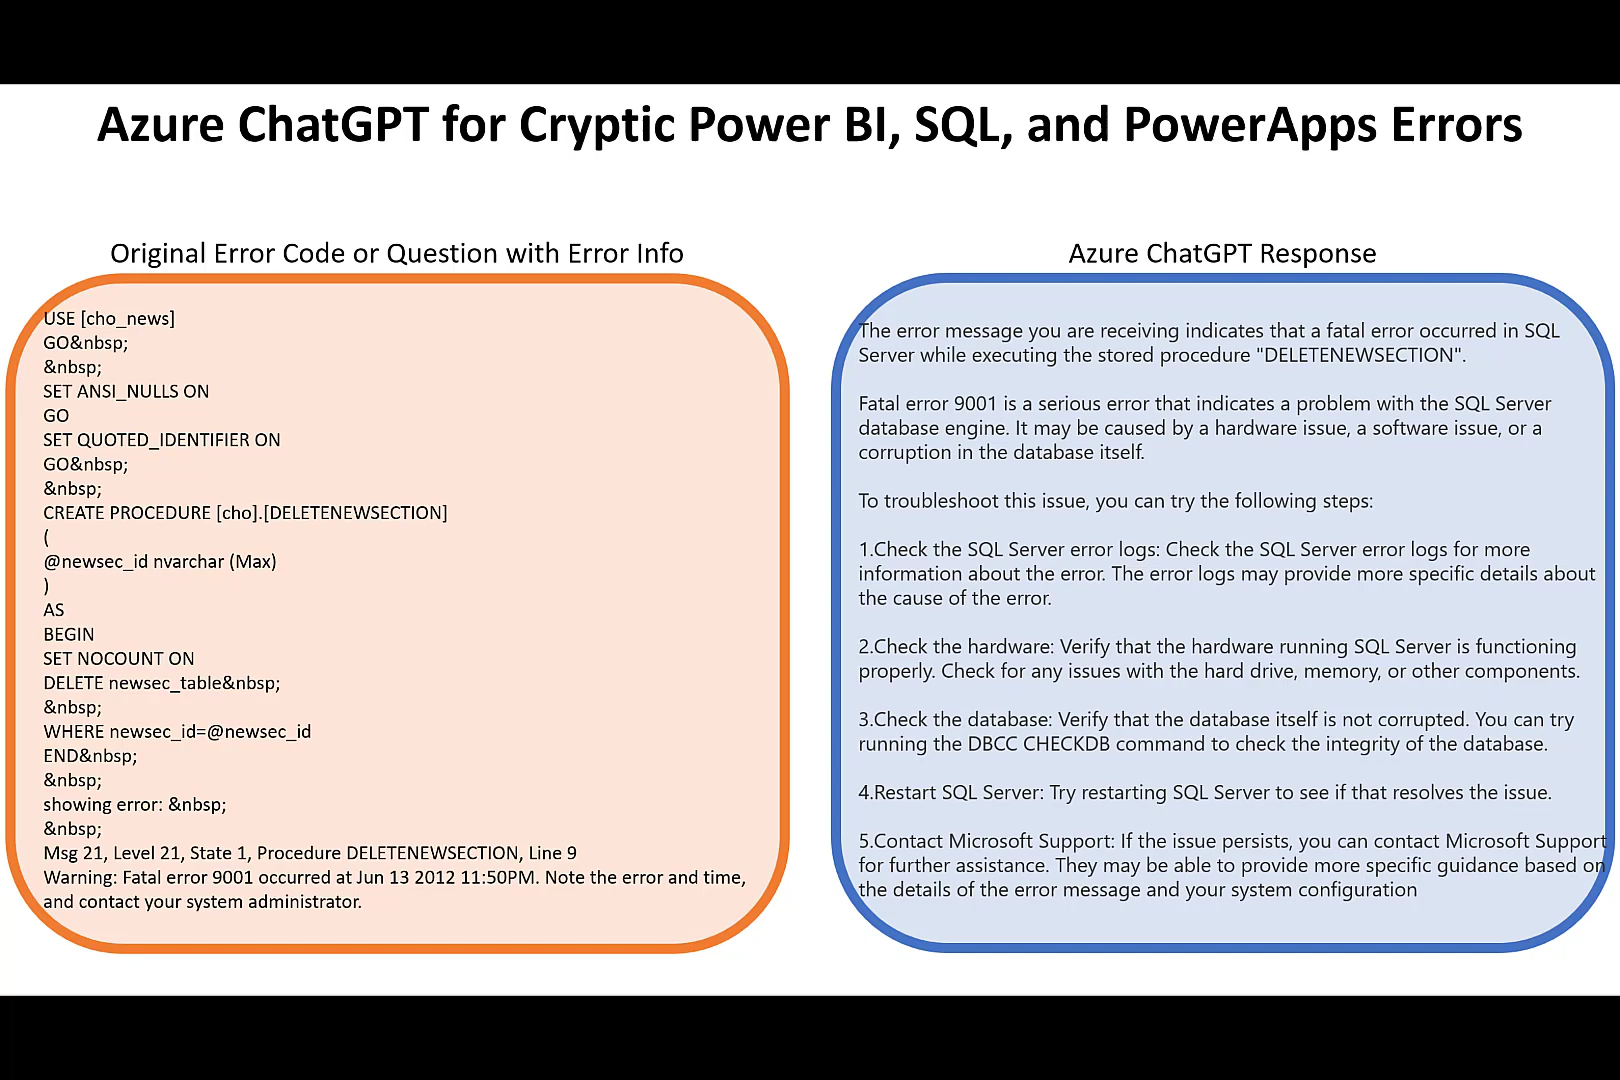 Azure ChatGPT for Cryptic Power BI, SQL, and PowerApps Errors
Original Error Code or Question with Error Info
USE [cho_news]
GO&nbsp;
&nbsp;
SET ANSI_NULLS ON
GO
SET QUOTED_IDENTIFIER ON
GO&nbsp;
&nbsp;
CREATE PROCEDURE [cho].[DELETENEWSECTION]
(
@newsec_id nvarchar (Max)
)
AS
BEGIN
SET NOCOUNT ON
DELETE newsec_table&nbsp;
&nbsp;
WHERE newsec_id=@newsec_id
END&nbsp;
&nbsp;
showing error: &nbsp;
&nbsp;
Msg 21, Level 21, State 1, Procedure DELETENEWSECTION, Line 9
Warning: Fatal error 9001 occurred at Jun 13 2012 11:50PM. Note the error and time,
and contact your system administrator.
Azure ChatGPT Response
The error message you are receiving indicates that a fatal error occurred in SQL
Server while executing the stored procedure "DELETENEWSECTION".
Fatal error 9001 is a serious error that indicates a problem with the SQL Server
database engine. It may be caused by a hardware issue, a software issue, or a
corruption in the database itself.
To troubleshoot this issue, you can try the following steps:
1.Check the SQL Server error logs: Check the SQL Server error logs for more
information about the error. The error logs may provide more specific details about
the cause of the error.
2.Check the hardware: Verify that the hardware running SQL Server is functioning
properly. Check for any issues with the hard drive, memory, or other components.
3.Check the database: Verify that the database itself is not corrupted. You can try
running the DBCC CHECKDB command to check the integrity of the database.
4.Restart SQL Server: Try restarting SQL Server to see if that resolves the issue.
5.Contact Microsoft Support: If the issue persists, you can contact Microsoft Support
for further assistance. They may be able to provide more specific guidance based on
the details of the error message and your system configuration